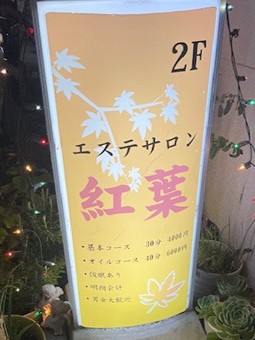 2F
エステサロン
紅葉
・基本コース 30分 4000円
・オイルコース 40分 6000円
・仮眠あり
・明朗会計
・男女大歓迎